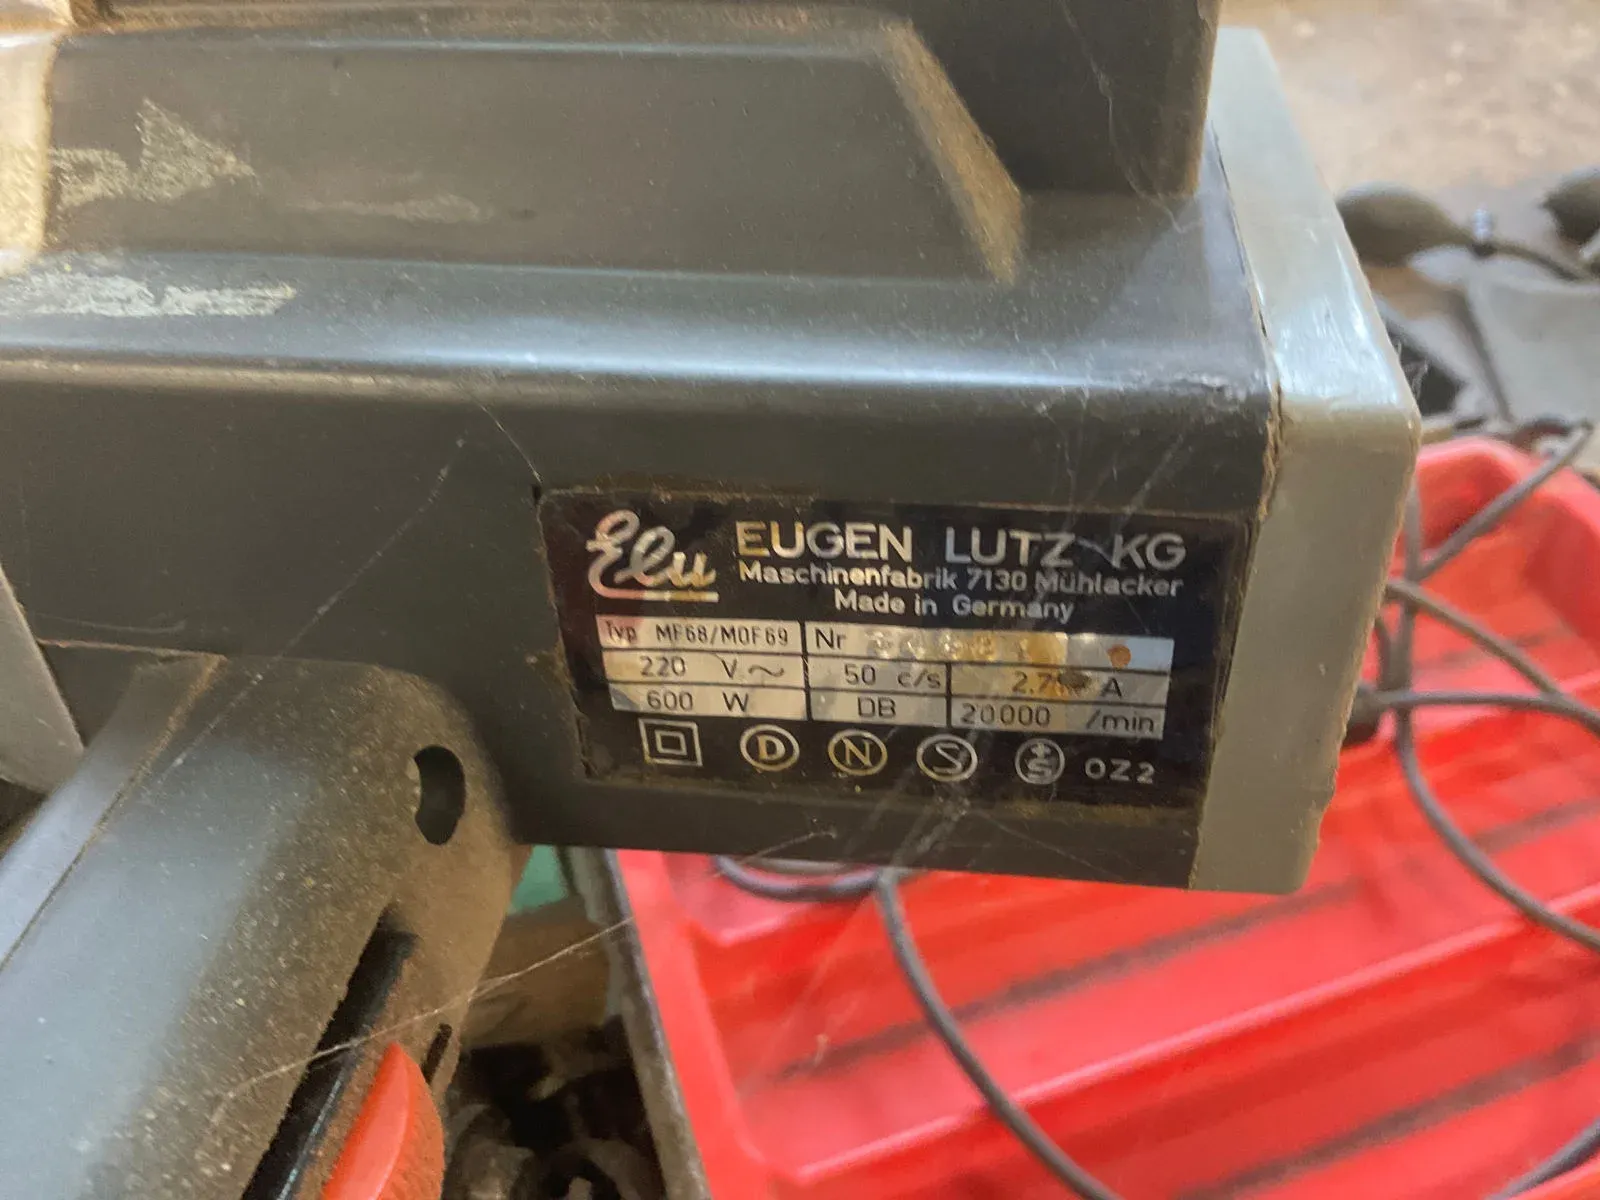 Elu
EUGEN LUTZ KG
Maschinenfabrik 7130 Mühlacker
Made in Germany
Typ MF68/MOF69 Nr
220 V~ 50 c/s A
600 W DB 20000 /min
D N S S OZ2